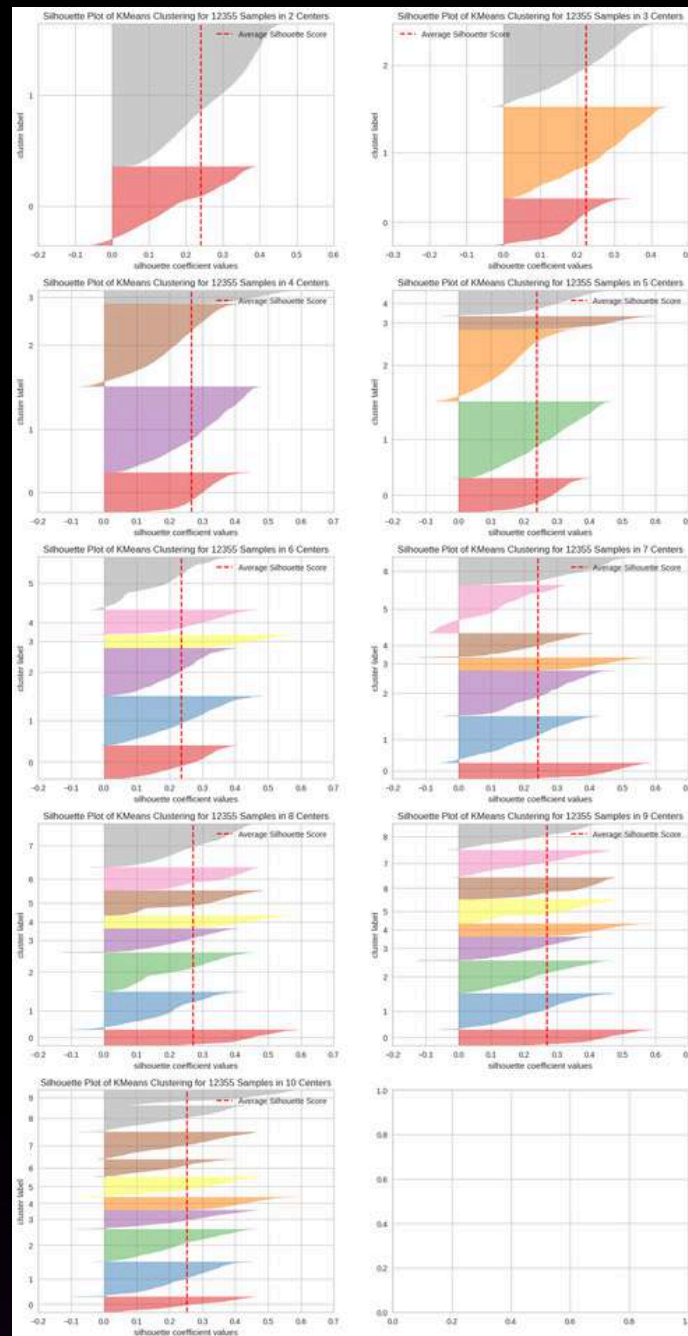 Silhouette Plot of KMeans Clustering for 12355 Samples in 2 Centers
Average Silhouette Score
cluster label
1
0
−0.2 −0.1 0.0 0.1 0.2 0.3 0.4 0.5 0.6
silhouette coefficient values
Silhouette Plot of KMeans Clustering for 12355 Samples in 3 Centers
Average Silhouette Score
cluster label
2
1
0
−0.3 −0.2 −0.1 0.0 0.1 0.2 0.3 0.4 0.5
silhouette coefficient values
Silhouette Plot of KMeans Clustering for 12355 Samples in 4 Centers
Average Silhouette Score
cluster label
3
2
1
0
−0.2 −0.1 0.0 0.1 0.2 0.3 0.4 0.5 0.6 0.7
silhouette coefficient values
Silhouette Plot of KMeans Clustering for 12355 Samples in 5 Centers
Average Silhouette Score
cluster label
4
3
2
1
0
−0.2 −0.1 0.0 0.1 0.2 0.3 0.4 0.5 0.6
silhouette coefficient values
Silhouette Plot of KMeans Clustering for 12355 Samples in 6 Centers
Average Silhouette Score
cluster label
5
4
3
2
1
0
−0.2 −0.1 0.0 0.1 0.2 0.3 0.4 0.5 0.6 0.7
silhouette coefficient values
Silhouette Plot of KMeans Clustering for 12355 Samples in 7 Centers
Average Silhouette Score
cluster label
6
5
4
3
2
1
0
−0.2 −0.1 0.0 0.1 0.2 0.3 0.4 0.5 0.6
silhouette coefficient values
Silhouette Plot of KMeans Clustering for 12355 Samples in 8 Centers
Average Silhouette Score
cluster label
7
6
5
4
3
2
1
0
−0.2 −0.1 0.0 0.1 0.2 0.3 0.4 0.5 0.6 0.7
silhouette coefficient values
Silhouette Plot of KMeans Clustering for 12355 Samples in 9 Centers
Average Silhouette Score
cluster label
8
7
6
5
4
3
2
1
0
−0.2 −0.1 0.0 0.1 0.2 0.3 0.4 0.5 0.6
silhouette coefficient values
Silhouette Plot of KMeans Clustering for 12355 Samples in 10 Centers
Average Silhouette Score
cluster label
9
8
7
6
5
4
3
2
1
0
−0.2 −0.1 0.0 0.1 0.2 0.3 0.4 0.5 0.6 0.7
silhouette coefficient values
1.0
0.8
0.6
0.4
0.2
0.0
0.0 0.2 0.4 0.6 0.8